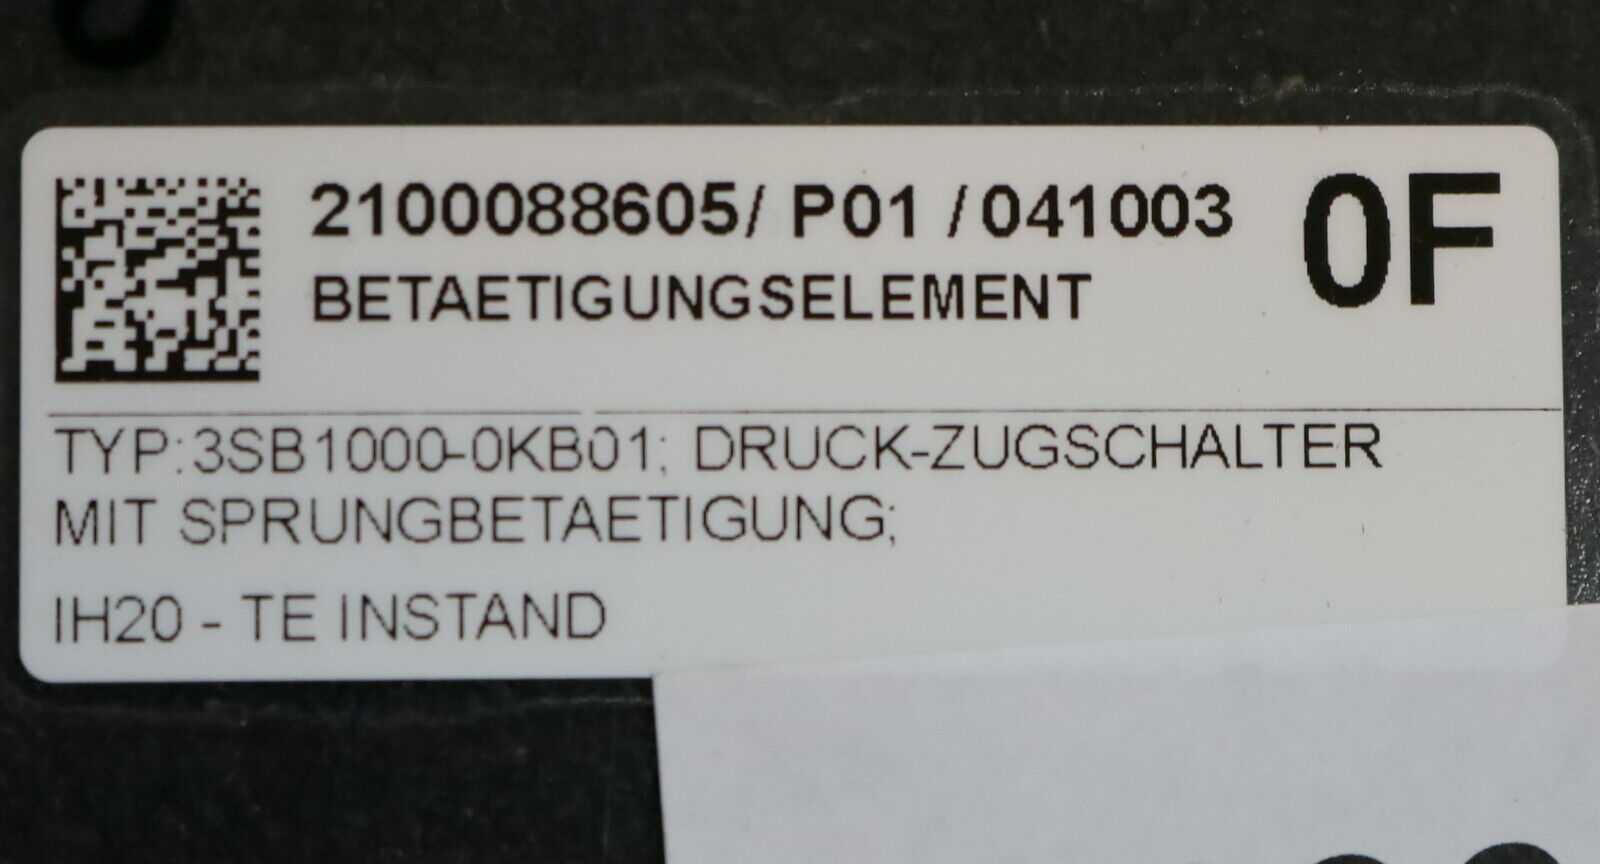 2100088605/ P01 / 041003 0F
BETAETIGUNGSELEMENT
TYP:3SB1000-0KB01; DRUCK-ZUGSCHALTER
MIT SPRUNGBETAETIGUNG;
IH20 - TE INSTAND